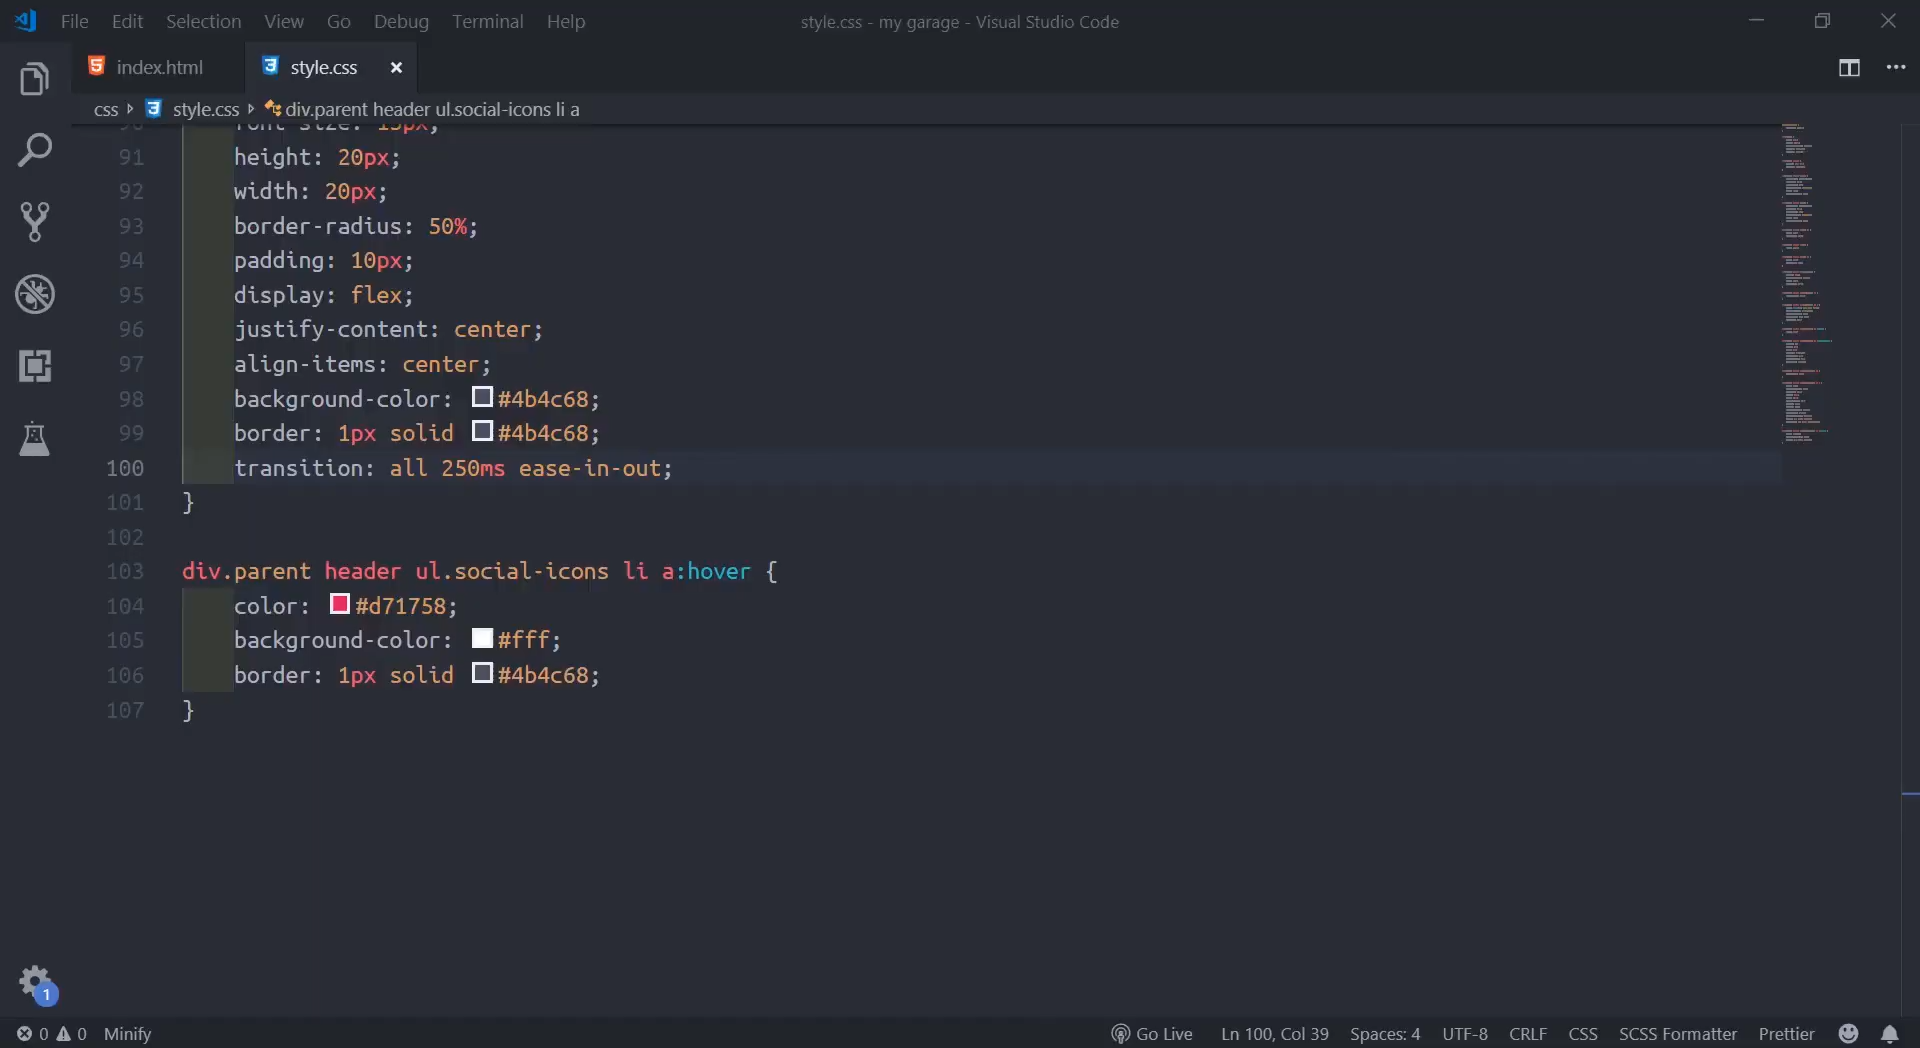 File Edit Selection View Go Debug Terminal Help
style.css - my garage - Visual Studio Code
index.html
style.css
css style.css div.parent header ul.social-icons li a
90 font-size: 15px;
91 height: 20px;
92 width: 20px;
93 border-radius: 50%;
94 padding: 10px;
95 display: flex;
96 justify-content: center;
97 align-items: center;
98 background-color: #4b4c68;
99 border: 1px solid #4b4c68;
100 transition: all 250ms ease-in-out;
101 }
102
103 div.parent header ul.social-icons li a:hover {
104 color: #d71758;
105 background-color: #fff;
106 border: 1px solid #4b4c68;
107 }
1
0 0 Minify
Go Live Ln 100, Col 39 Spaces: 4 UTF-8 CRLF CSS SCSS Formatter Prettier